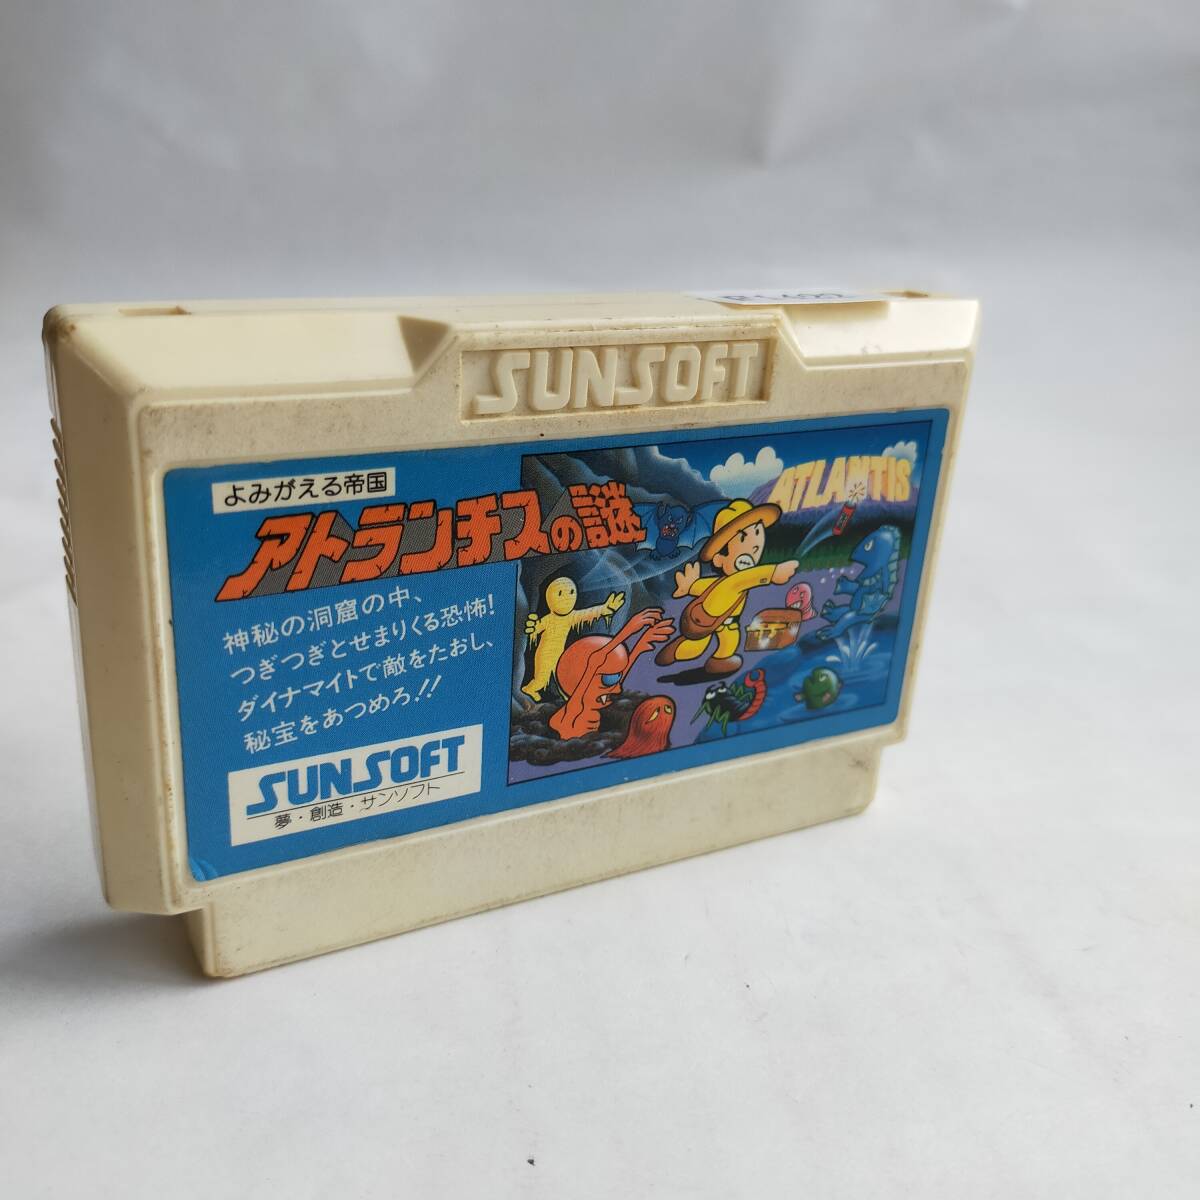 SUNSOFT
よみがえる帝国
アトランチスの謎
ATLANTIS
神秘の洞窟の中、
つぎつぎとせまりくる恐怖!
ダイナマイトで敵をたおし、
秘宝をあつめろ!!
SUNSOFT
夢・創造・サンソフト